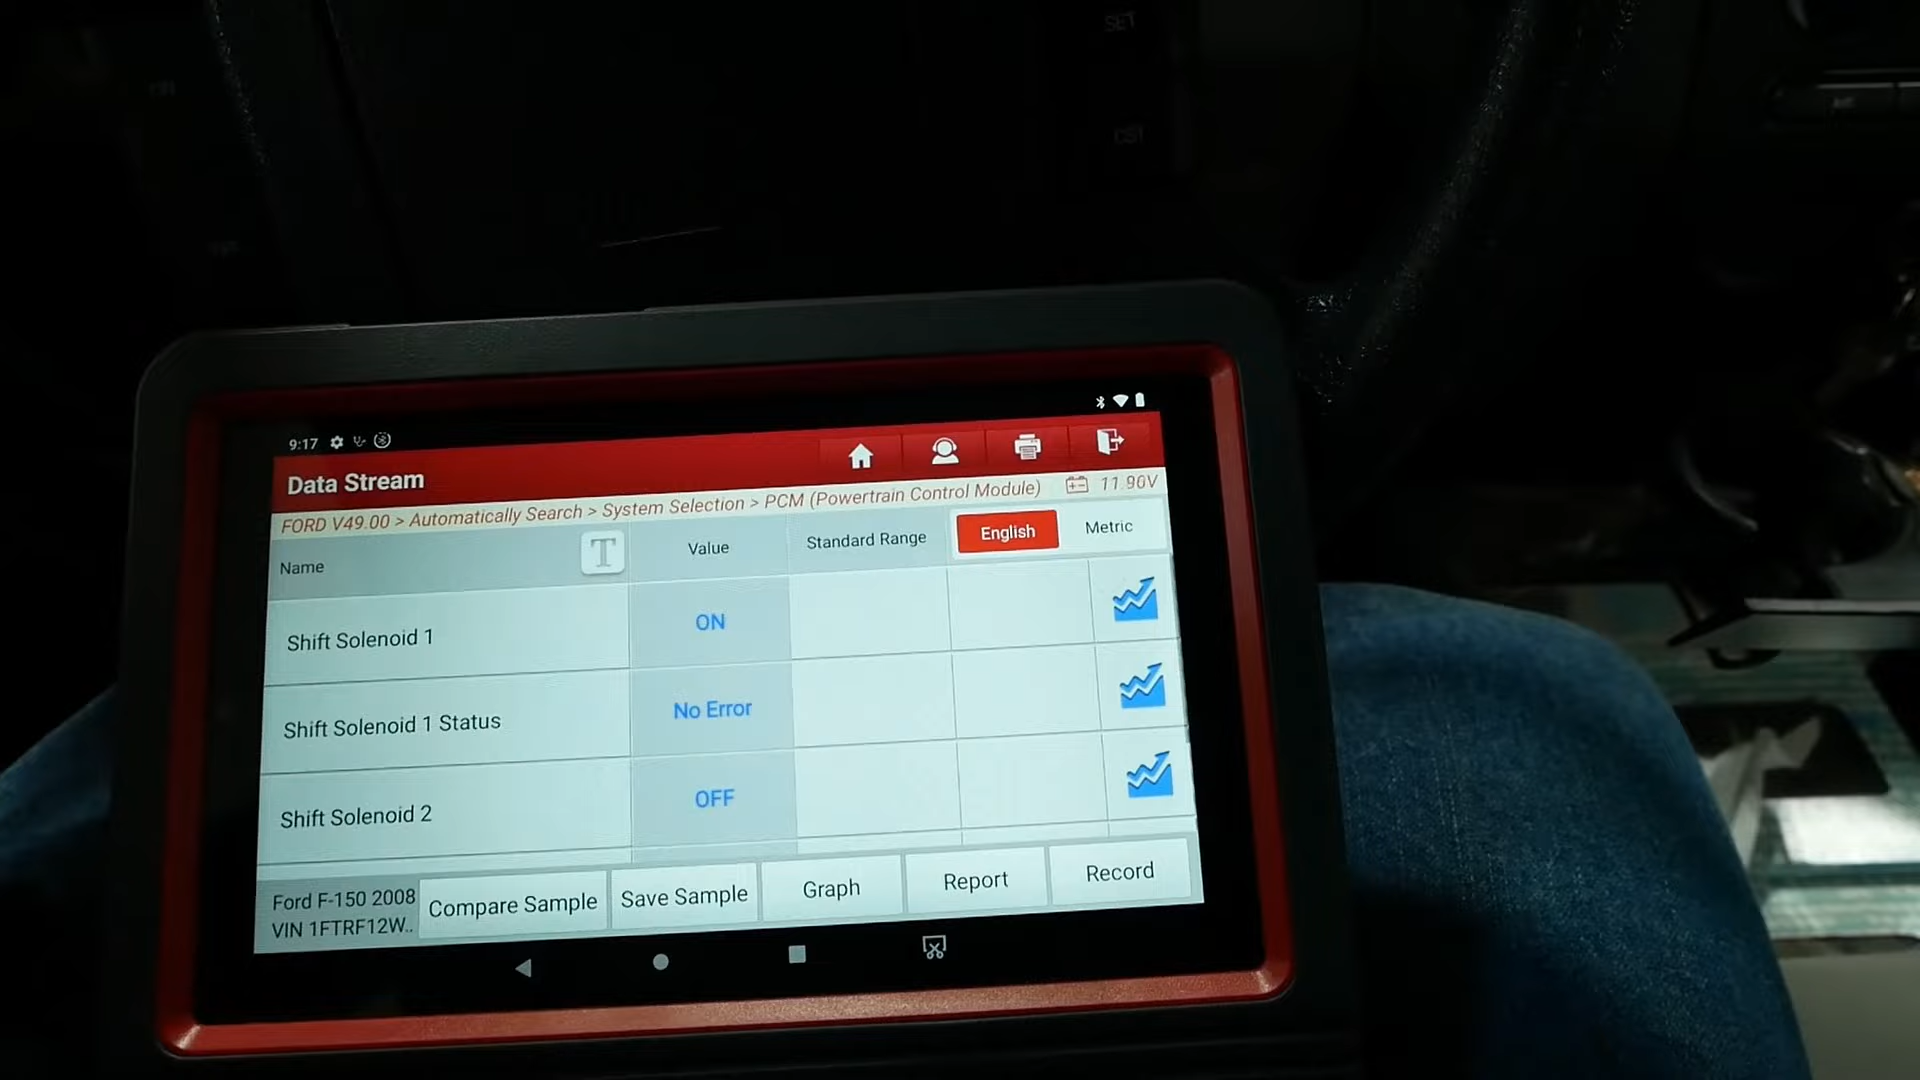 SET
9:17
Data Stream
FORD V49.00 > Automatically Search > System Selection > PCM (Powertrain Control Module) 11.90V
Name T Value Standard Range English Metric
Shift Solenoid 1 ON
Shift Solenoid 1 Status No Error
Shift Solenoid 2 OFF
Ford F-150 2008
VIN 1FTRF12W..
Compare Sample Save Sample Graph Report Record